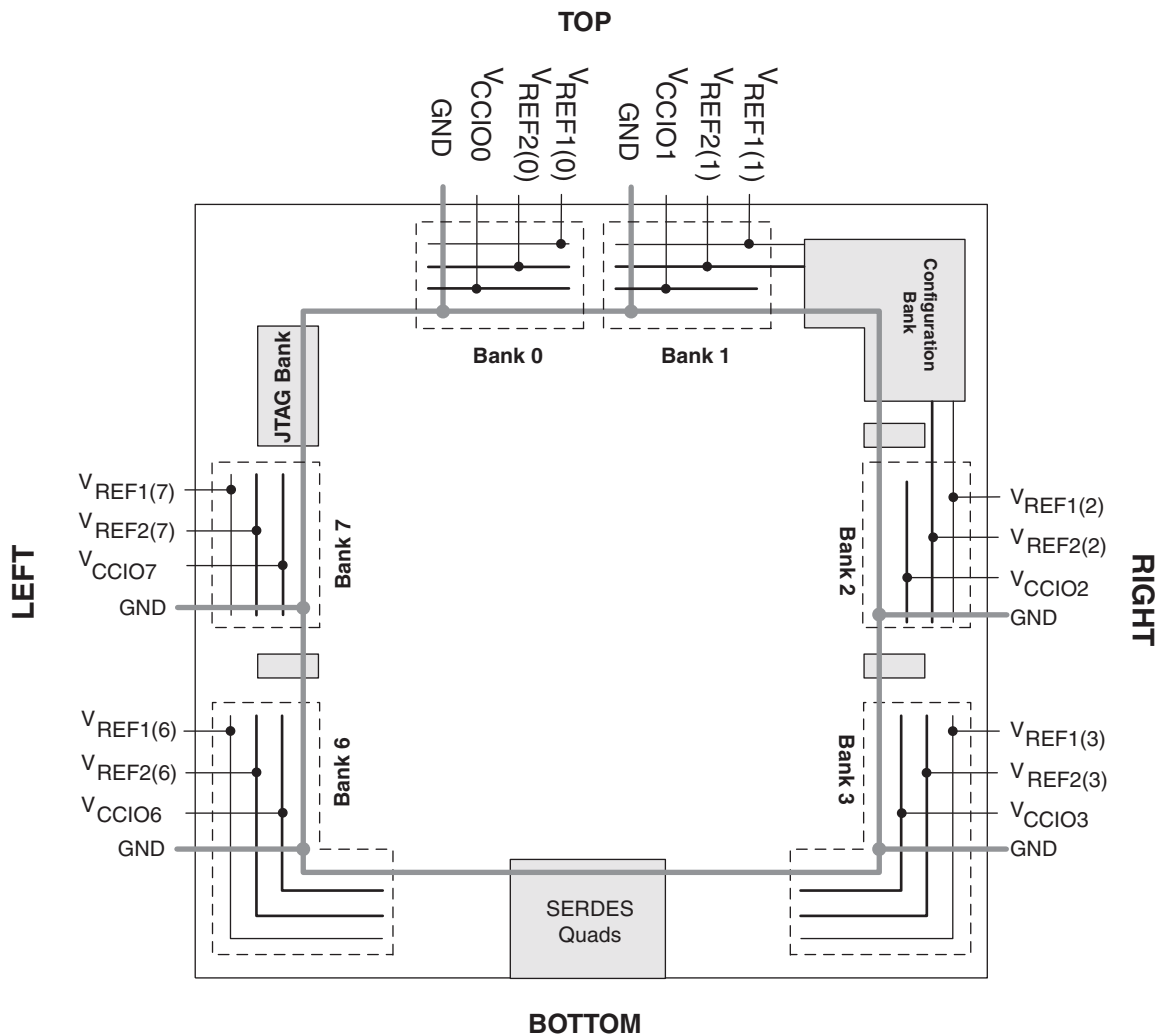 TOP
GND
VCCIO0
VREF2(0)
VREF1(0)
GND
VCCIO1
VREF2(1)
VREF1(1)
Configuration
Bank
Bank 0
Bank 1
JTAG Bank
LEFT
VREF1(7)
VREF2(7)
VCCIO7
GND
Bank 7
Bank 2
VREF1(2)
VREF2(2)
VCCIO2
GND
RIGHT
VREF1(6)
VREF2(6)
VCCIO6
GND
Bank 6
Bank 3
VREF1(3)
VREF2(3)
VCCIO3
GND
SERDES
Quads
BOTTOM